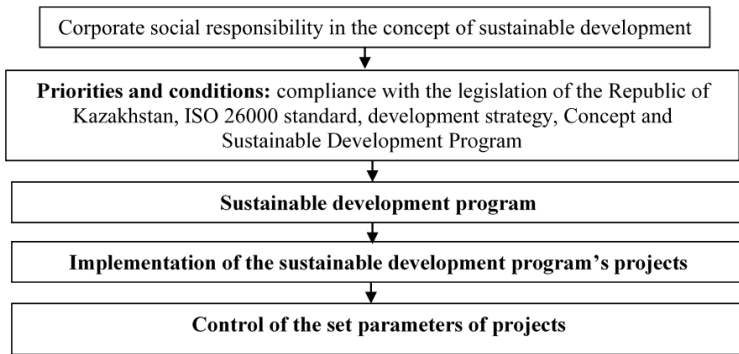 Corporate social responsibility in the concept of sustainable development
Priorities and conditions: compliance with the legislation of the Republic of
Kazakhstan, ISO 26000 standard, development strategy, Concept and
Sustainable Development Program
Sustainable development program
Implementation of the sustainable development program’s projects
Control of the set parameters of projects